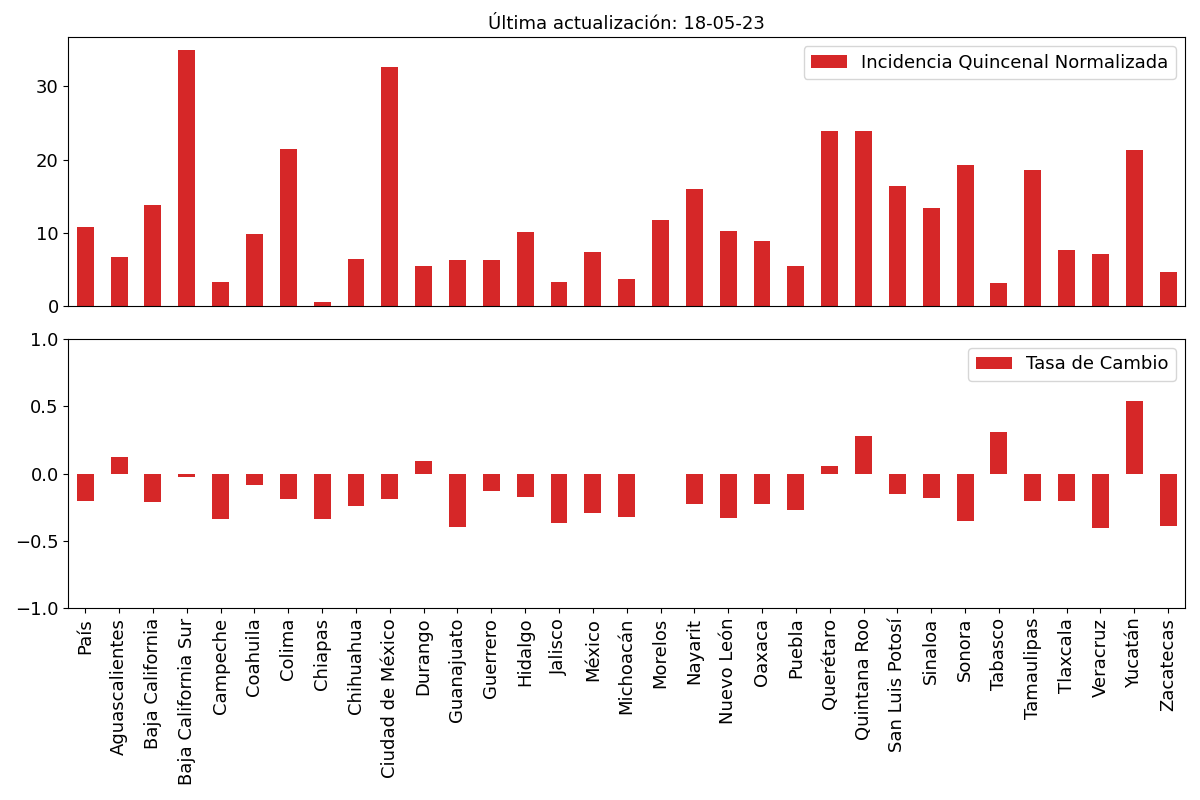 Última actualización: 18-05-23
Incidencia Quincenal Normalizada
30
20
10
0
Tasa de Cambio
1.0
0.5
0.0
−0.5
−1.0
País
Aguascalientes
Baja California
Baja California Sur
Campeche
Coahuila
Colima
Chiapas
Chihuahua
Ciudad de México
Durango
Guanajuato
Guerrero
Hidalgo
Jalisco
México
Michoacán
Morelos
Nayarit
Nuevo León
Oaxaca
Puebla
Querétaro
Quintana Roo
San Luis Potosí
Sinaloa
Sonora
Tabasco
Tamaulipas
Tlaxcala
Veracruz
Yucatán
Zacatecas